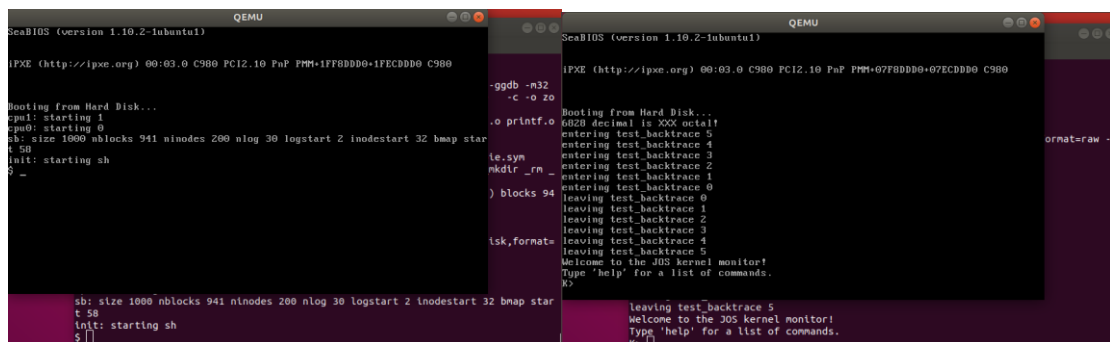 QEMU
SeaBIOS (version 1.10.2-1ubuntu1)
iPXE (http://ipxe.org) 00:03.0 C980 PCI2.10 PnP PMM+1FF8DDD0+1FECDDD0 C980
Booting from Hard Disk...
cpu1: starting 1
cpu0: starting 0
sb: size 1000 nblocks 941 ninodes 200 nlog 30 logstart 2 inodestart 32 bmap star
t 58
init: starting sh
$ _
-ggdb -m32
-c -o zo
.o printf.o
ie.sym
mkdir _rm _
) blocks 94
isk,format=
sb: size 1000 nblocks 941 ninodes 200 nlog 30 logstart 2 inodestart 32 bmap star
t 58
init: starting sh
$
QEMU
SeaBIOS (version 1.10.2-1ubuntu1)
iPXE (http://ipxe.org) 00:03.0 C980 PCI2.10 PnP PMM+07F8DDD0+07ECDDD0 C980
Booting from Hard Disk...
6828 decimal is XXX octal!
entering test_backtrace 5
entering test_backtrace 4
entering test_backtrace 3
entering test_backtrace 2
entering test_backtrace 1
entering test_backtrace 0
leaving test_backtrace 0
leaving test_backtrace 1
leaving test_backtrace 2
leaving test_backtrace 3
leaving test_backtrace 4
leaving test_backtrace 5
Welcome to the JOS kernel monitor!
Type 'help' for a list of commands.
K>
ormat=raw -
leaving test_backtrace 5
Welcome to the JOS kernel monitor!
Type 'help' for a list of commands.